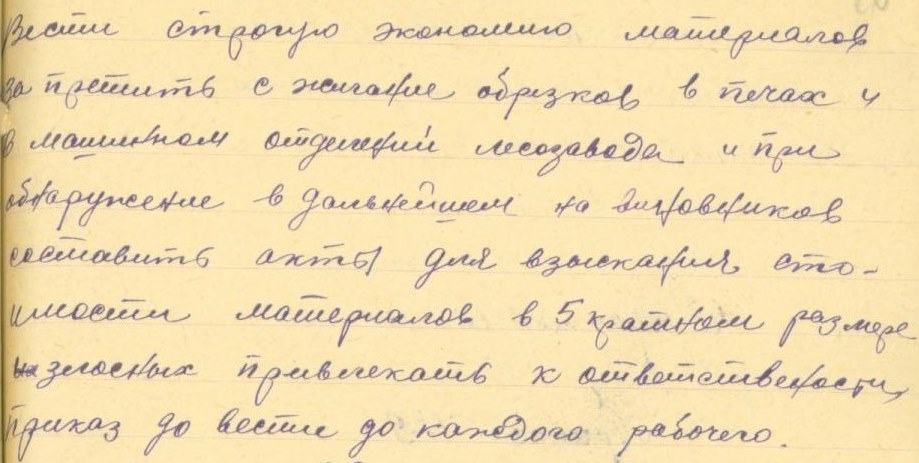 Вести строгую экономию материалов
за претить с жигание обрезков в печах и
в машинном отделений лесозавода и при
обнаружение в дальнейшем на виновников
составить акты для взыскания сто-
имости материалов в 5 кратном размере
злосных привлекать к ответствености,
приказ до вести до каждого рабочего.